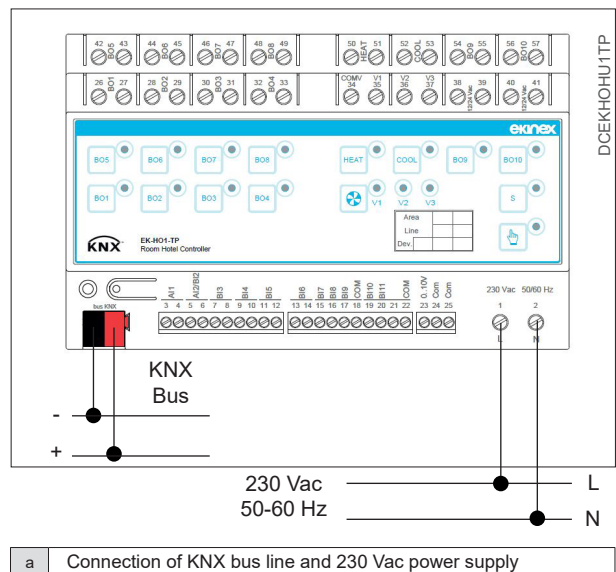 42 BO5 43 44 BO6 45 46 BO7 47 48 BO8 49 50 HEAT 51 52 COOL 53 54 BO9 55 56 BO10 57
26 BO1 27 28 BO2 29 30 BO3 31 32 BO4 33 COMV 34 V1 35 V2 36 V3 37 38 12/24 Vac 39 40 12/24 Vac 41
DCEKHOHU1TP
ekinex
BO5 BO6 BO7 BO8 HEAT COOL BO9 BO10
BO1 BO2 BO3 BO4 V1 V2 V3 S
Area
Line
Dev.
KNX
EK-HO1-TP
Room Hotel Controller
bus KNX
AI1 AI2/BI2 BI3 BI4 BI5 BI6 BI7 BI8 BI9 COM BI10 BI11 COM 0..10V Com Com
3 4 5 6 7 8 9 10 11 12 13 14 15 16 17 18 19 20 21 22 23 24 25
230 Vac 50/60 Hz
1 2
L N
KNX
Bus
-
+
230 Vac
50-60 Hz
L
N
a Connection of KNX bus line and 230 Vac power supply